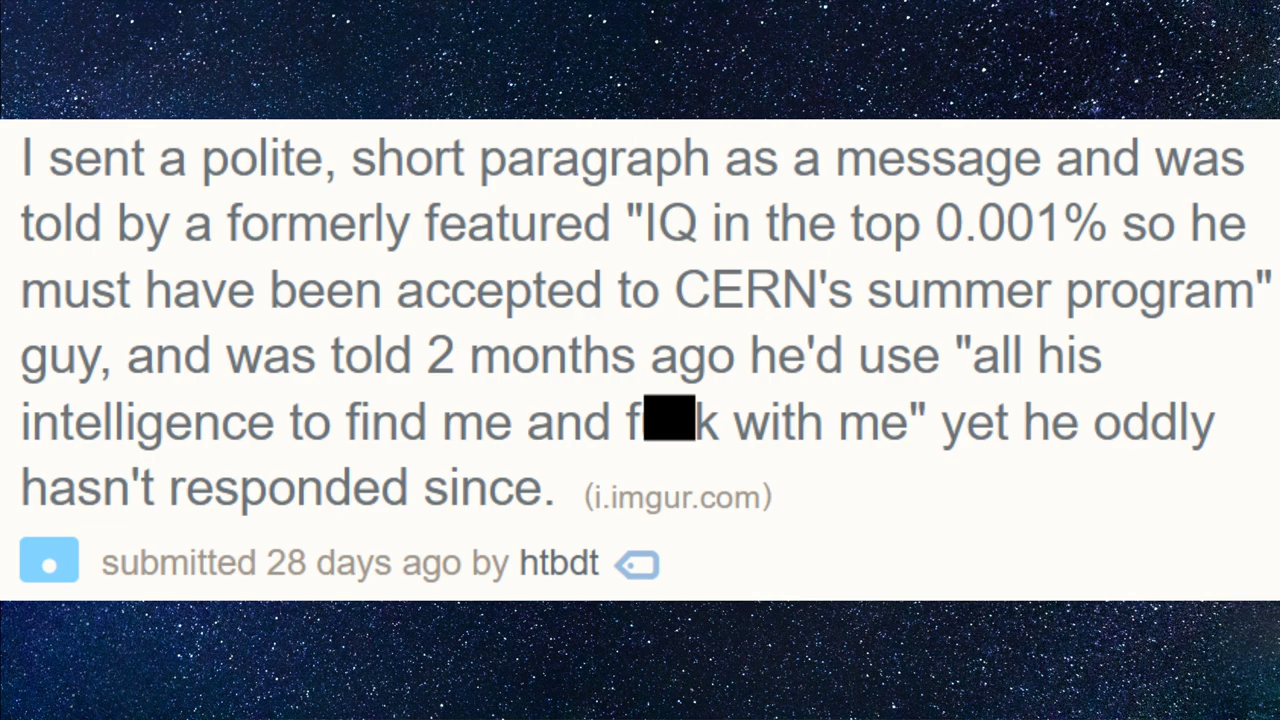 I sent a polite, short paragraph as a message and was
told by a formerly featured "IQ in the top 0.001% so he
must have been accepted to CERN's summer program"
guy, and was told 2 months ago he'd use "all his
intelligence to find me and f k with me" yet he oddly
hasn't responded since. (i.imgur.com)
submitted 28 days ago by htbdt